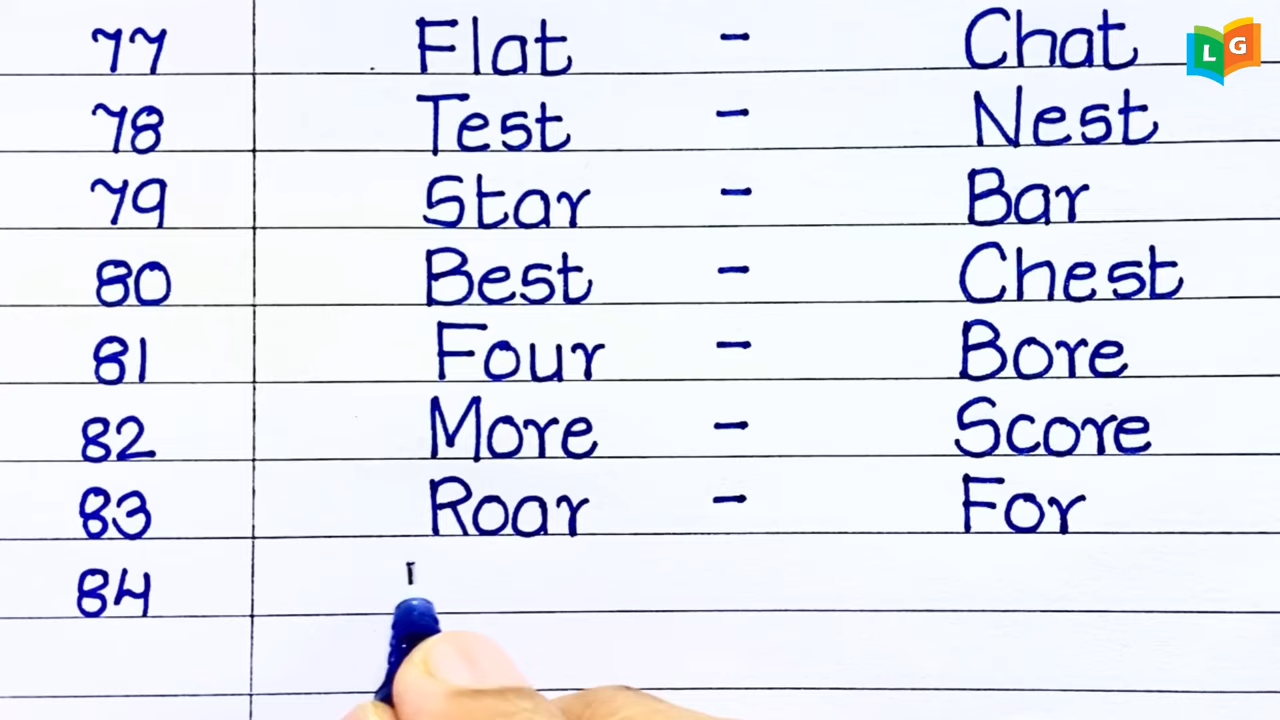 77 Flat - Chat
78 Test - Nest
79 Star - Bar
80 Best - Chest
81 Four - Bore
82 More - Score
83 Roar - For
84
LG